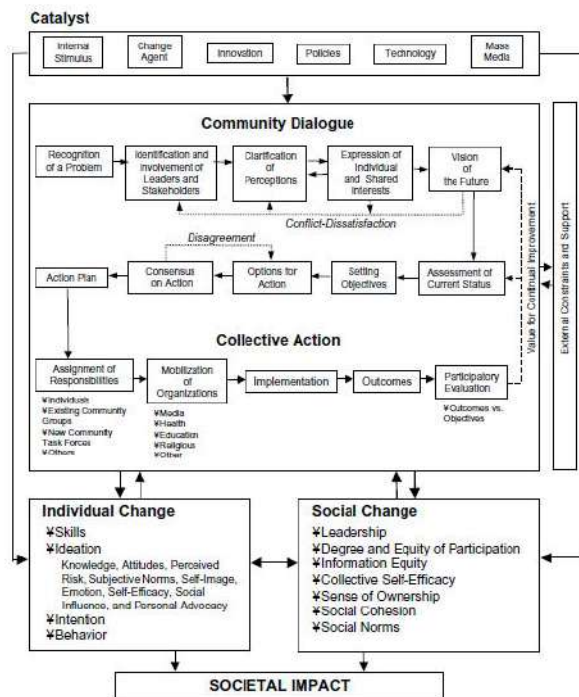 Catalyst
Internal
Stimulus
Change
Agent
Innovation
Policies
Technology
Mass
Media
Community Dialogue
Recognition
of a Problem
Identification and
Involvement of
Leaders and
Stakeholders
Clarification
of
Perceptions
Expression of
Individual
and Shared
Interests
Vision
of
the Future
Conflict-Dissatisfaction
Disagreement
Action Plan
Consensus
on Action
Options for
Action
Setting
Objectives
Assessment of
Current Status
Value for Continual Improvement
External Constraints and Support
Collective Action
Assignment of
Responsibilities
Mobilization of
Organizations
Implementation
Outcomes
Participatory
Evaluation
¥Individuals
¥Existing Community
Groups
¥New Community
Task Forces
¥Others
¥Media
¥Health
¥Education
¥Religious
¥Other
¥Outcomes vs.
Objectives
Individual Change
¥Skills
¥Ideation
Knowledge, Attitudes, Perceived
Risk, Subjective Norms, Self-Image,
Emotion, Self-Efficacy, Social
Influence, and Personal Advocacy
¥Intention
¥Behavior
Social Change
¥Leadership
¥Degree and Equity of Participation
¥Information Equity
¥Collective Self-Efficacy
¥Sense of Ownership
¥Social Cohesion
¥Social Norms
SOCIETAL IMPACT